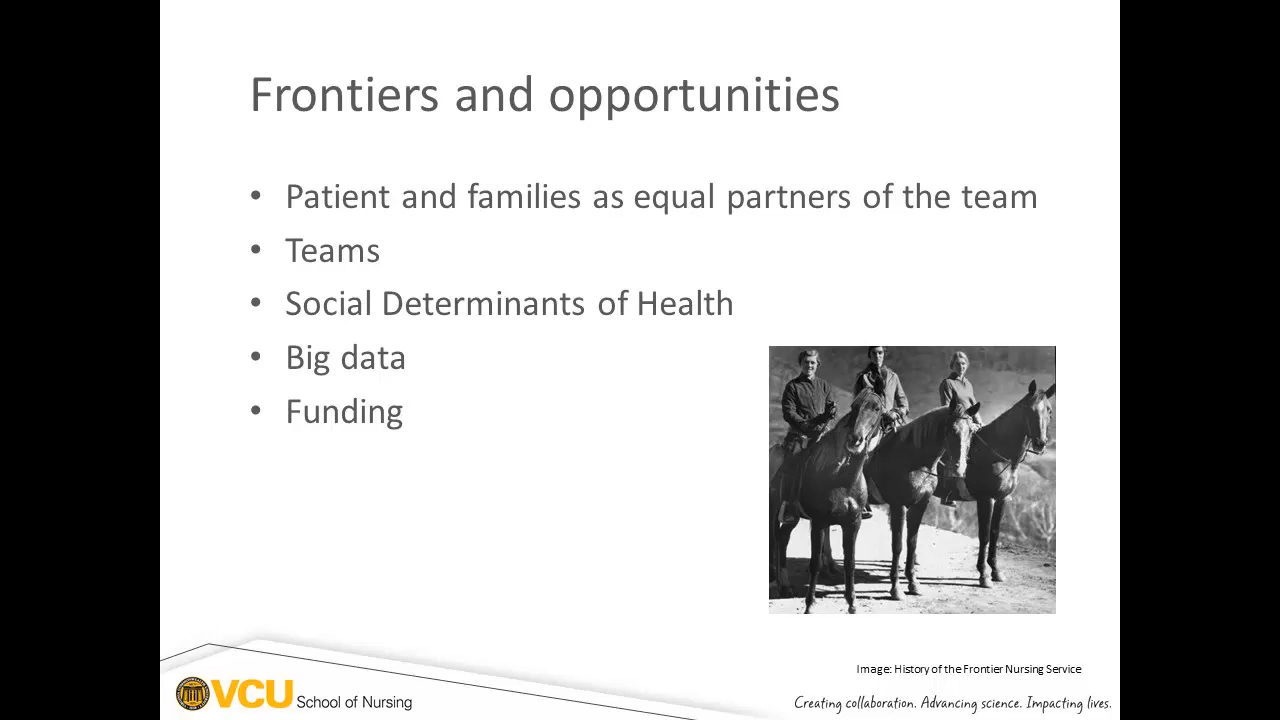 Frontiers and opportunities
• Patient and families as equal partners of the team
• Teams
• Social Determinants of Health
• Big data
• Funding
Image: History of the Frontier Nursing Service
VCU School of Nursing
Creating collaboration. Advancing science. Impacting lives.